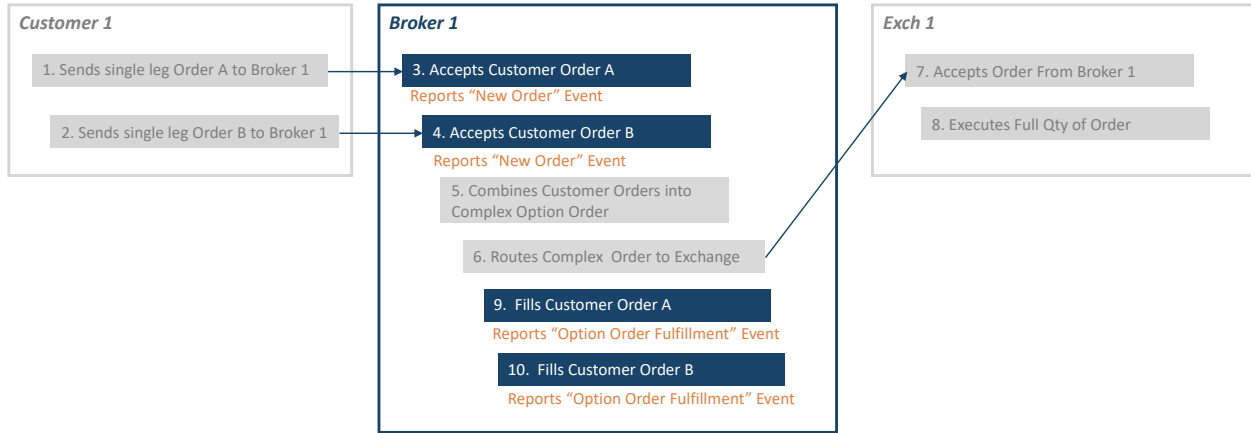 Customer 1
1. Sends single leg Order A to Broker 1
2. Sends single leg Order B to Broker 1
Broker 1
3. Accepts Customer Order A
Reports “New Order” Event
4. Accepts Customer Order B
Reports “New Order” Event
5. Combines Customer Orders into
Complex Option Order
6. Routes Complex  Order to Exchange
9.  Fills Customer Order A
Reports “Option Order Fulfillment” Event
10.  Fills Customer Order B
Reports “Option Order Fulfillment” Event
Exch 1
7. Accepts Order From Broker 1
8. Executes Full Qty of Order